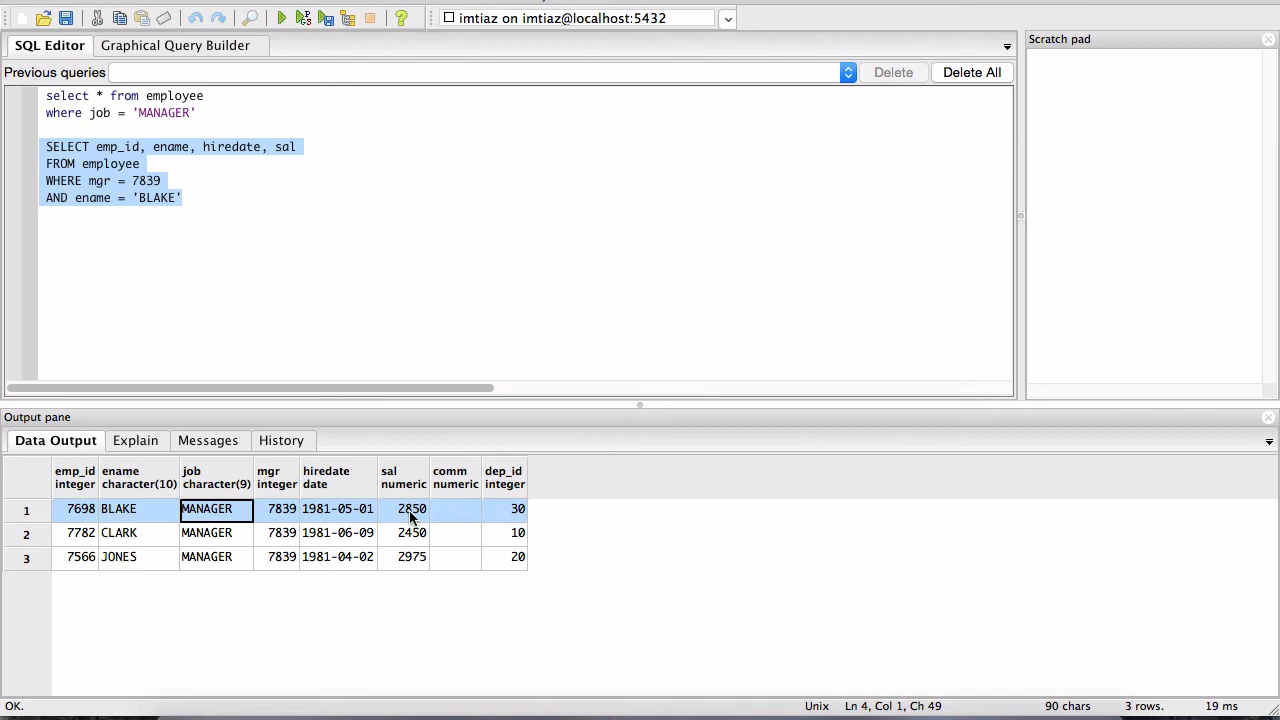 imtiaz on imtiaz@localhost:5432
SQL Editor Graphical Query Builder
Scratch pad
Previous queries Delete Delete All
select * from employee
where job = 'MANAGER'
SELECT emp_id, ename, hiredate, sal
FROM employee
WHERE mgr = 7839
AND ename = 'BLAKE'
Output pane
Data Output Explain Messages History
emp_id ename job mgr hiredate sal comm dep_id
integer character(10) character(9) integer date numeric numeric integer
1 7698 BLAKE MANAGER 7839 1981-05-01 2850 30
2 7782 CLARK MANAGER 7839 1981-06-09 2450 10
3 7566 JONES MANAGER 7839 1981-04-02 2975 20
OK. Unix Ln 4, Col 1, Ch 49 90 chars 3 rows. 19 ms